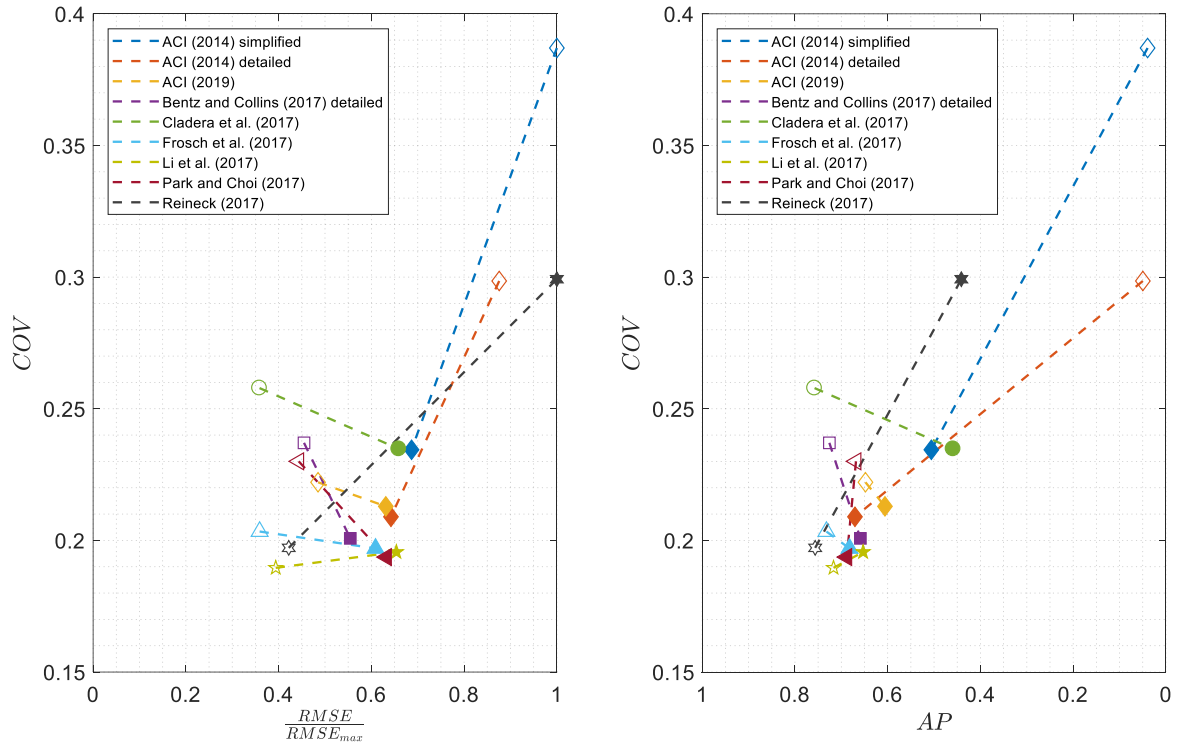 0.4
0.35
0.3
0.25
0.2
0.15
COV
0
0.2
0.4
0.6
0.8
1
RMSE
RMSE_max
ACI (2014) simplified
ACI (2014) detailed
ACI (2019)
Bentz and Collins (2017) detailed
Cladera et al. (2017)
Frosch et al. (2017)
Li et al. (2017)
Park and Choi (2017)
Reineck (2017)
0.4
0.35
0.3
0.25
0.2
0.15
COV
1
0.8
0.6
0.4
0.2
0
AP
ACI (2014) simplified
ACI (2014) detailed
ACI (2019)
Bentz and Collins (2017) detailed
Cladera et al. (2017)
Frosch et al. (2017)
Li et al. (2017)
Park and Choi (2017)
Reineck (2017)